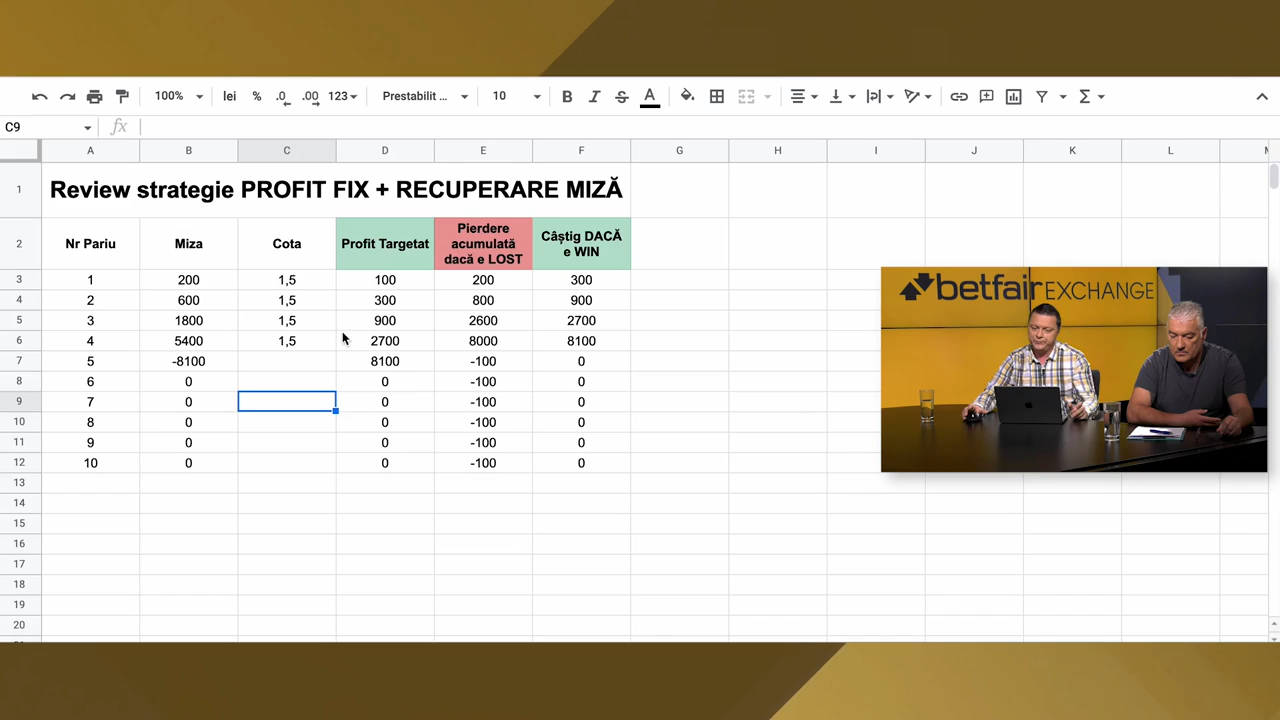 100%
lei
%
.0
.00
123
Prestabilit ...
10
B
I
S
A
Σ
C9
fx
A B C D E F G H I J K L M
1 Review strategie PROFIT FIX + RECUPERARE MIZĂ
2 Nr Pariu Miza Cota Profit Targetat Pierdere acumulată dacă e LOST Câștig DACĂ e WIN
3 1 200 1,5 100 200 300
4 2 600 1,5 300 800 900
5 3 1800 1,5 900 2600 2700
6 4 5400 1,5 2700 8000 8100
7 5 -8100 8100 -100 0
8 6 0 0 -100 0
9 7 0 0 -100 0
10 8 0 0 -100 0
11 9 0 0 -100 0
12 10 0 0 -100 0
13
14
15
16
17
18
19
20
betfair EXCHANGE